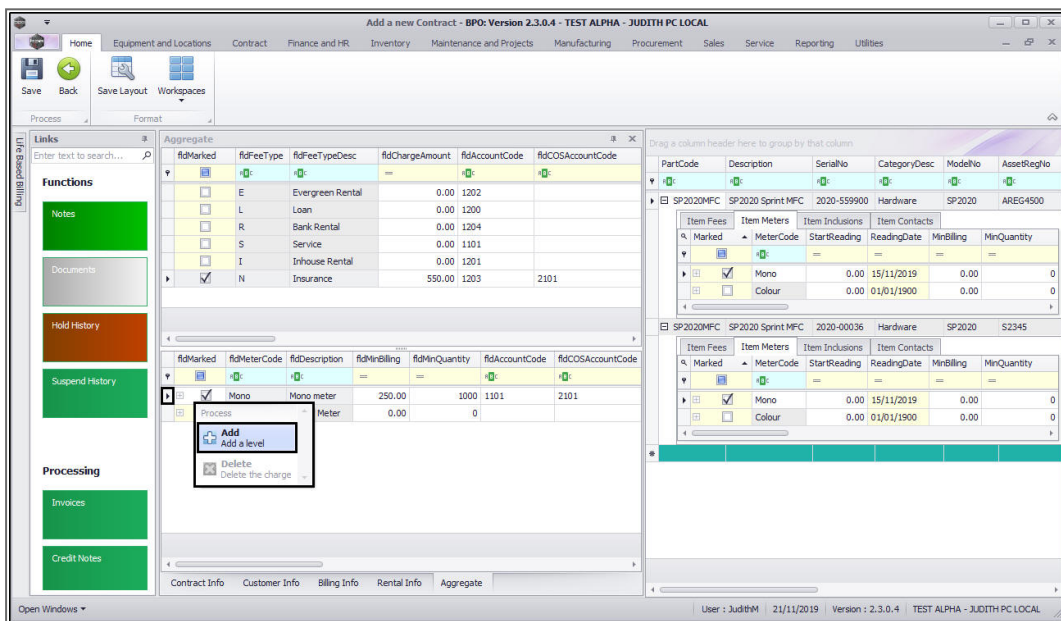 Add a new Contract - BPO: Version 2.3.0.4 - TEST ALPHA - JUDITH PC LOCAL
Home Equipment and Locations Contract Finance and HR Inventory Maintenance and Projects Manufacturing Procurement Sales Service Reporting Utilities
Save Back Save Layout Workspaces
Process Format
Life Based Billing
Links
Enter text to search...
Functions
Notes
Documents
Hold History
Suspend History
Processing
Invoices
Credit Notes
Aggregate
fldMarked fldFeeType fldFeeTypeDesc fldChargeAmount fldAccountCode fldCOSAccountCode
E Evergreen Rental 0.00 1202
L Loan 0.00 1200
R Bank Rental 0.00 1204
S Service 0.00 1101
I Inhouse Rental 0.00 1201
N Insurance 550.00 1203 2101
fldMarked fldMeterCode fldDescription fldMinBilling fldMinQuantity fldAccountCode fldCOSAccountCode
Mono Mono meter 250.00 1000 1101 2101
Meter 0.00 0
Process
Add
Add a level
Delete
Delete the charge
Contract Info Customer Info Billing Info Rental Info Aggregate
Drag a column header here to group by that column
PartCode Description SerialNo CategoryDesc ModelNo AssetRegNo
SP2020MFC SP2020 Sprint MFC 2020-559900 Hardware SP2020 AREG4500
Item Fees Item Meters Item Inclusions Item Contacts
Marked MeterCode StartReading ReadingDate MinBilling MinQuantity
Mono 0.00 15/11/2019 0.00 0
Colour 0.00 01/01/1900 0.00 0
SP2020MFC SP2020 Sprint MFC 2020-00036 Hardware SP2020 S2345
Item Fees Item Meters Item Inclusions Item Contacts
Marked MeterCode StartReading ReadingDate MinBilling MinQuantity
Mono 0.00 15/11/2019 0.00 0
Colour 0.00 01/01/1900 0.00 0
Open Windows User : JudithM 21/11/2019 Version : 2.3.0.4 TEST ALPHA - JUDITH PC LOCAL